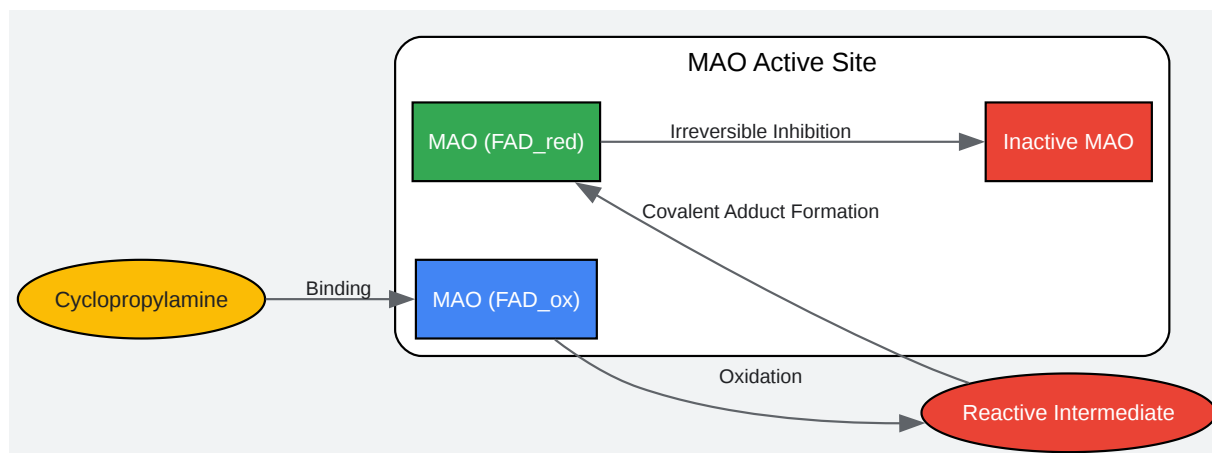 MAO Active Site
MAO (FAD_red)
Irreversible Inhibition
Inactive MAO
Covalent Adduct Formation
Cyclopropylamine
Binding
MAO (FAD_ox)
Oxidation
Reactive Intermediate